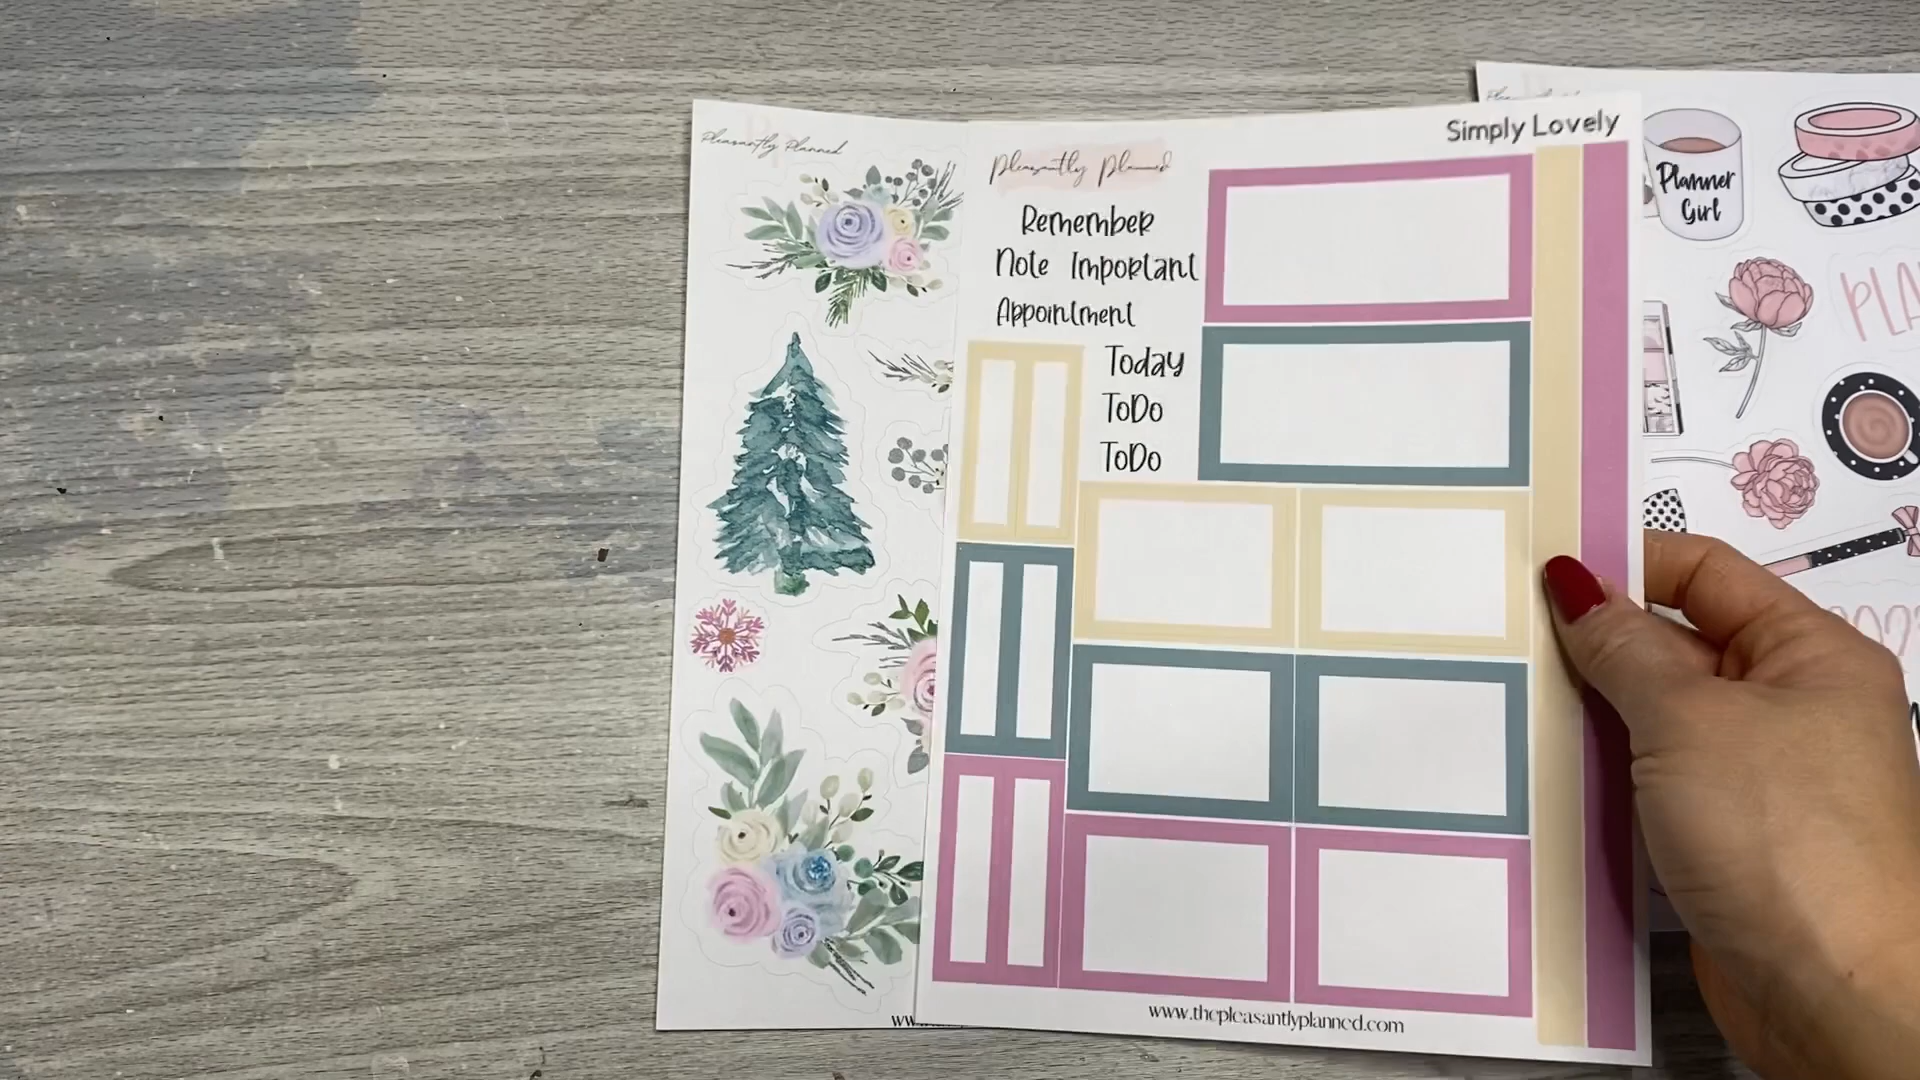 Pleasantly Planned
Pleasantly Planned
Simply Lovely
Remember
Note Important
Appointment
Today
ToDo
ToDo
www.thepleasantlyplanned.com
Planner
Girl